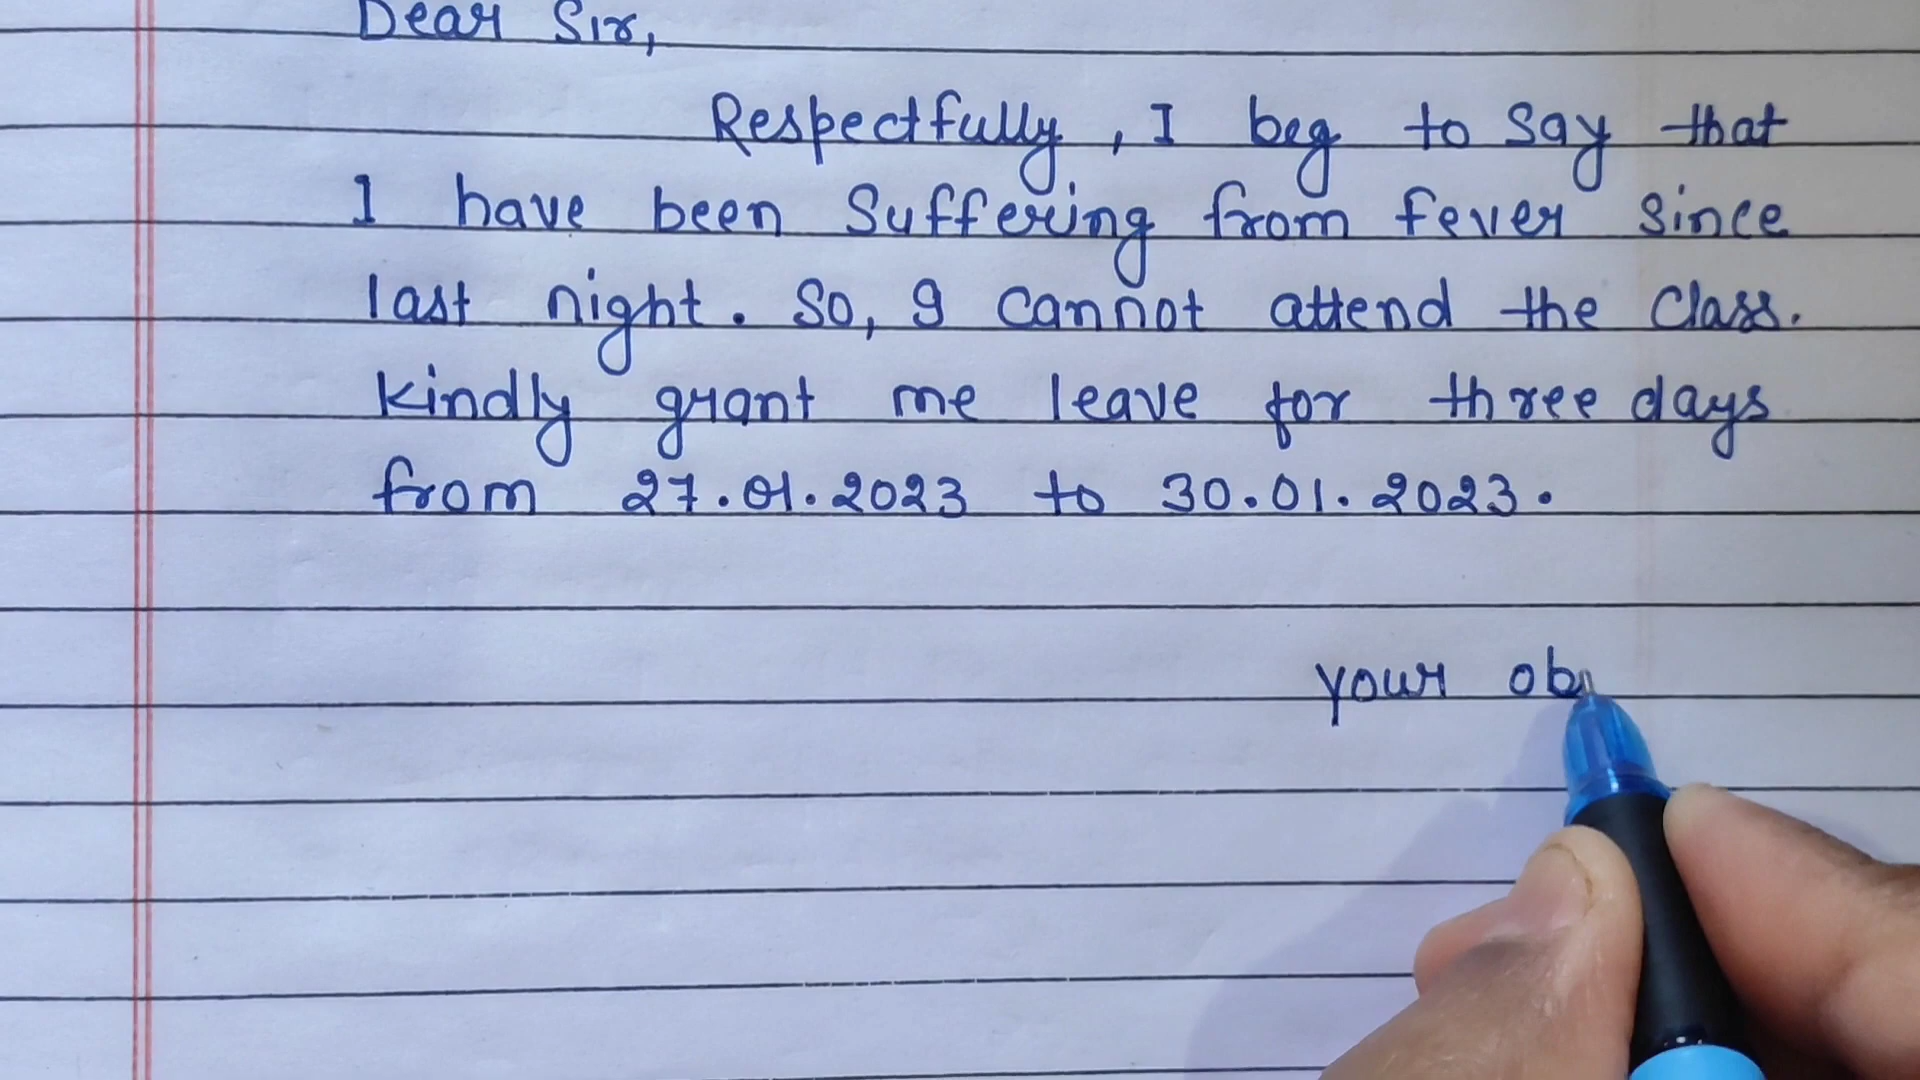 Dear Sir,
Respectfully, I beg to say that
I have been Suffering from fever since
last night. So, I cannot attend the Class.
kindly grant me leave for three days
from 27.01.2023 to 30.01.2023.
your ob